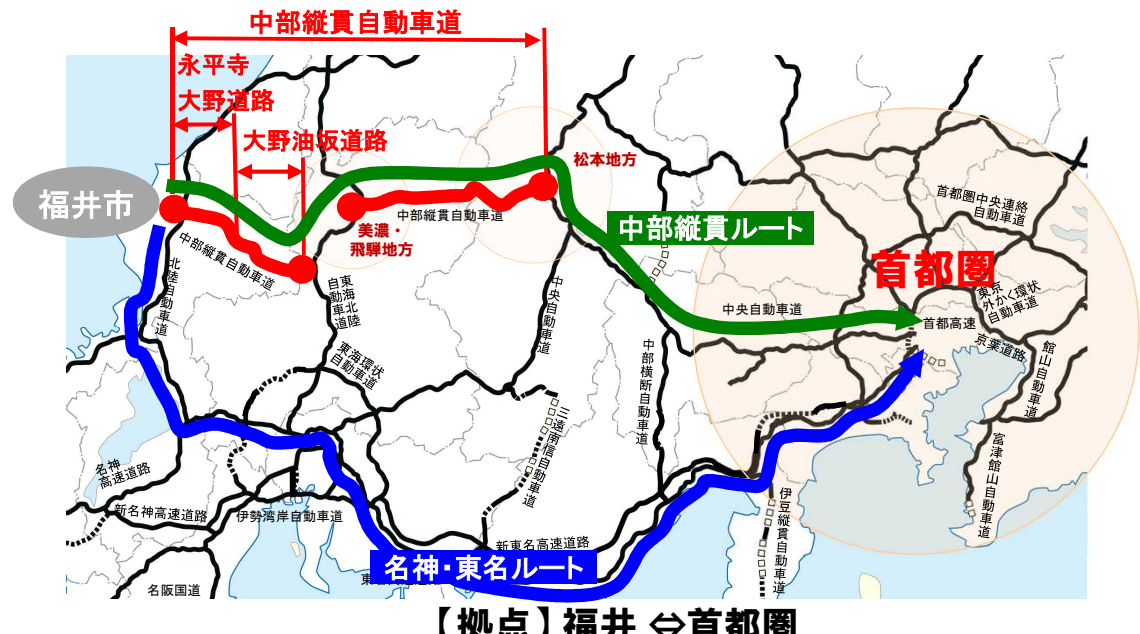 中部縦貫自動車道
永平寺
大野道路
大野油坂道路
松本地方
福井市
中部縦貫自動車道
美濃・
飛騨地方
中部縦貫ルート
首都圏中央連絡
自動車道
首都圏
中部縦貫自動車道
北陸自動車道
東海北陸
自動車道
中央自動車道
中央自動車道
東京
外かく環状
自動車道
首都高速
京葉道路
館山自動車道
東海環状
自動車道
中部横断自動車道
三遠南信自動車道
富津館山自動車道
名神
高速道路
新名神高速道路
伊勢湾岸自動車道
伊豆縦貫自動車道
新東名高速道路
名神・東名ルート
東名
名阪国道
【拠点】福井⇔首都圏